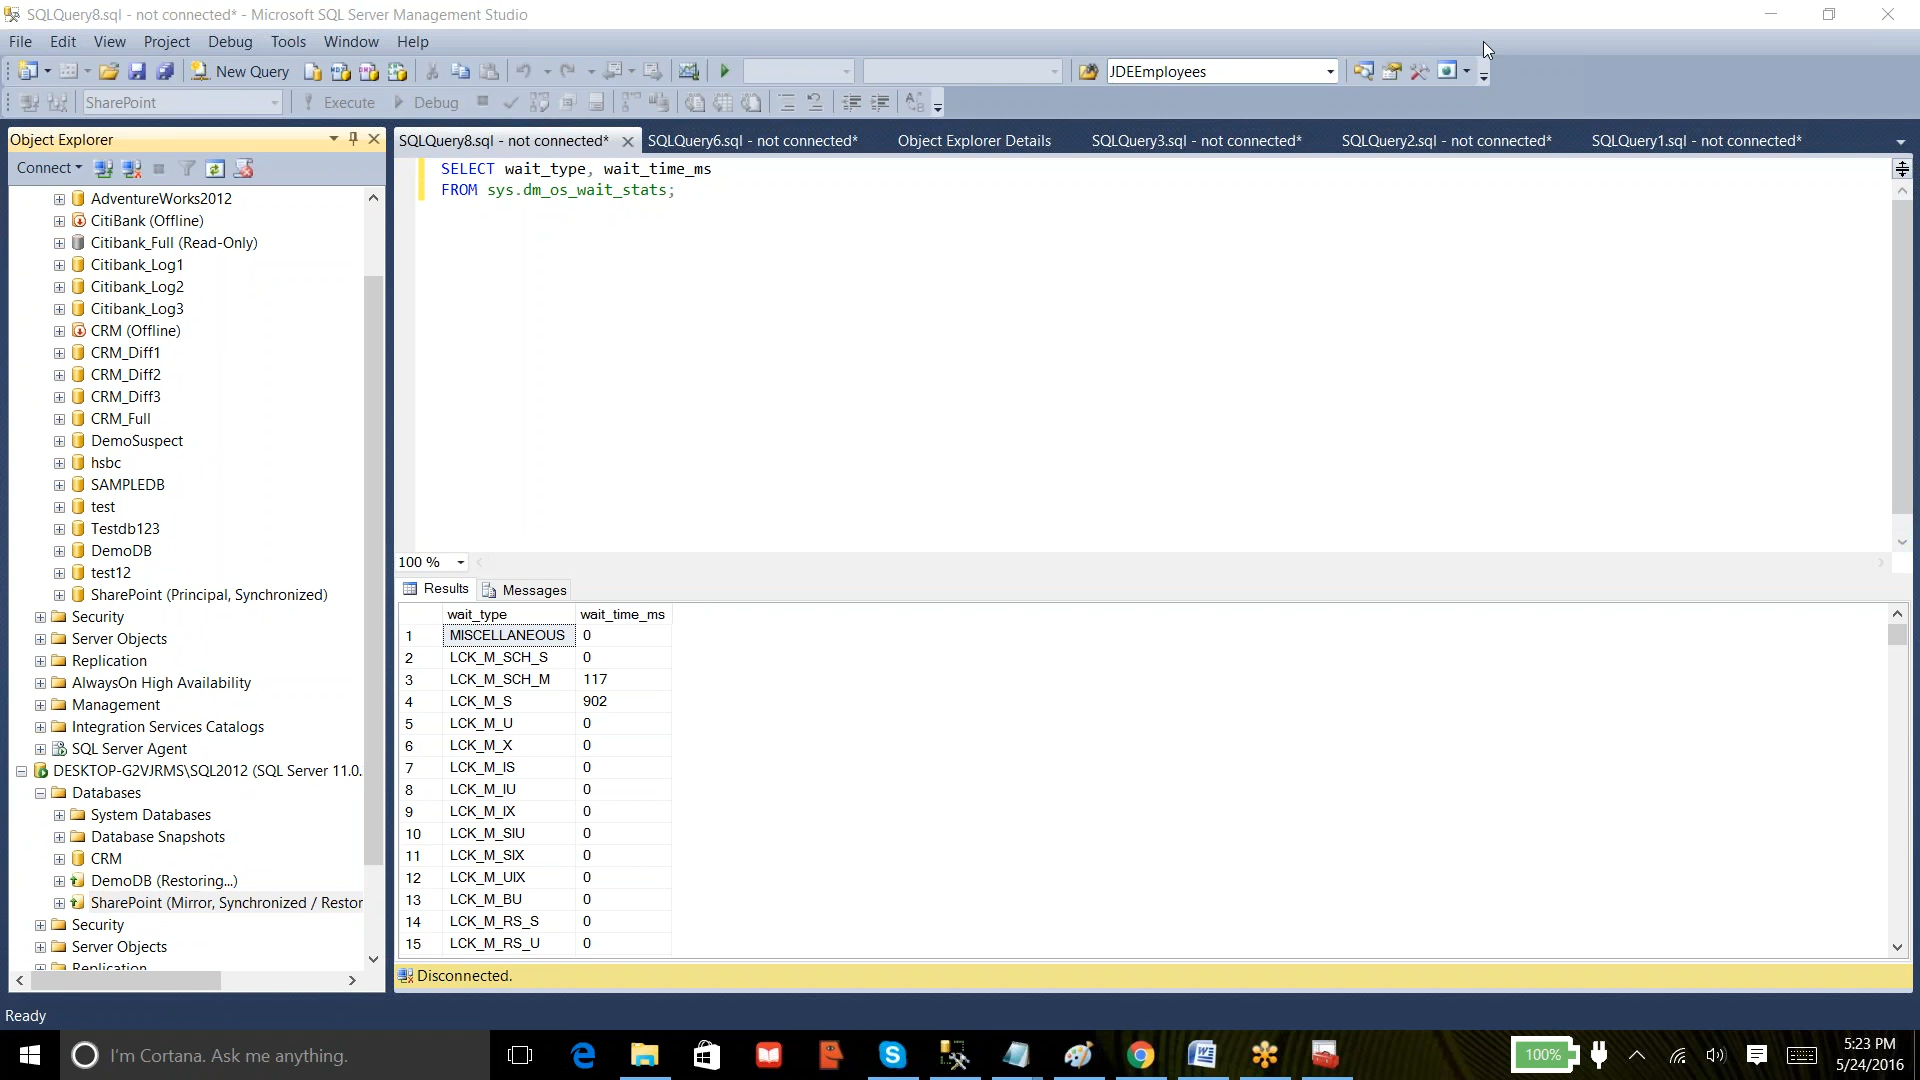 SQLQuery8.sql - not connected* - Microsoft SQL Server Management Studio
File Edit View Project Debug Tools Window Help
New Query JDEEmployees
SharePoint Execute Debug
Object Explorer
SQLQuery8.sql - not connected* SQLQuery6.sql - not connected* Object Explorer Details SQLQuery3.sql - not connected* SQLQuery2.sql - not connected* SQLQuery1.sql - not connected*
Connect
AdventureWorks2012
CitiBank (Offline)
Citibank_Full (Read-Only)
Citibank_Log1
Citibank_Log2
Citibank_Log3
CRM (Offline)
CRM_Diff1
CRM_Diff2
CRM_Diff3
CRM_Full
DemoSuspect
hsbc
SAMPLEDB
test
Testdb123
DemoDB
test12
SharePoint (Principal, Synchronized)
Security
Server Objects
Replication
AlwaysOn High Availability
Management
Integration Services Catalogs
SQL Server Agent
DESKTOP-G2VJRMS\SQL2012 (SQL Server 11.0.
Databases
System Databases
Database Snapshots
CRM
DemoDB (Restoring...)
SharePoint (Mirror, Synchronized / Restor
Security
Server Objects
Replication
SELECT wait_type, wait_time_ms
FROM sys.dm_os_wait_stats;
100 %
Results Messages
wait_type wait_time_ms
1 MISCELLANEOUS 0
2 LCK_M_SCH_S 0
3 LCK_M_SCH_M 117
4 LCK_M_S 902
5 LCK_M_U 0
6 LCK_M_X 0
7 LCK_M_IS 0
8 LCK_M_IU 0
9 LCK_M_IX 0
10 LCK_M_SIU 0
11 LCK_M_SIX 0
12 LCK_M_UIX 0
13 LCK_M_BU 0
14 LCK_M_RS_S 0
15 LCK_M_RS_U 0
Disconnected.
Ready
I'm Cortana. Ask me anything.
100%
5:23 PM
5/24/2016